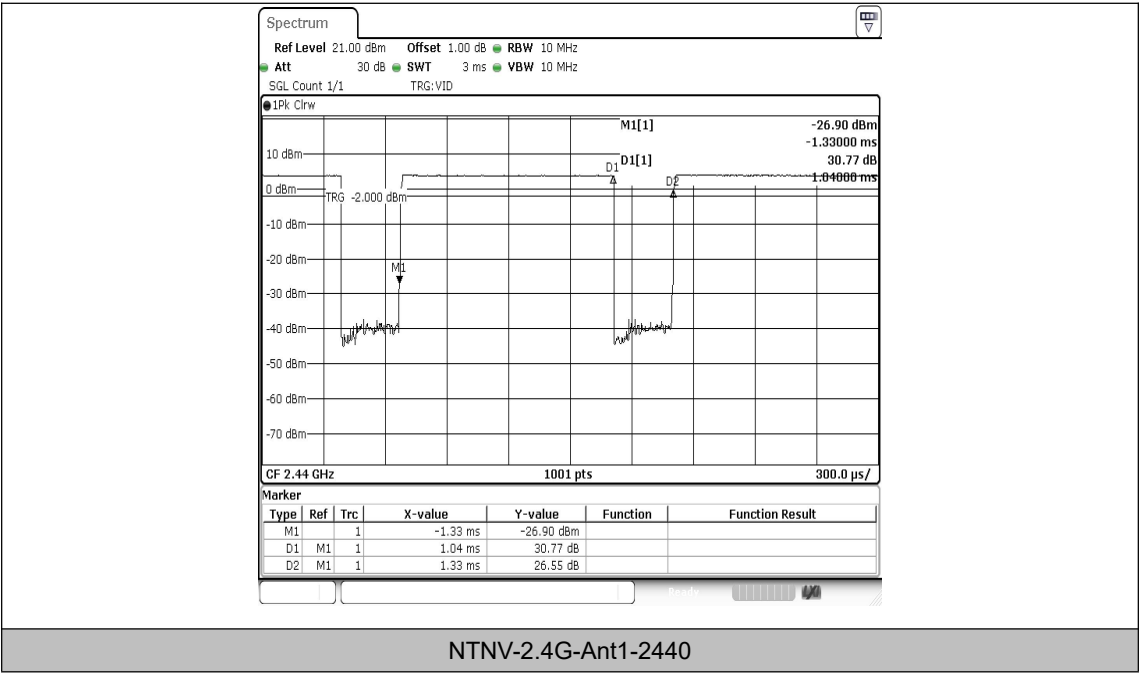 Spectrum
Ref Level 21.00 dBm Offset 1.00 dB RBW 10 MHz
Att 30 dB SWT 3 ms VBW 10 MHz
SGL Count 1/1 TRG:VID
1Pk Clrw
M1[1] -26.90 dBm
-1.33000 ms
10 dBm D1[1] 30.77 dB
D1
D2 1.04000 ms
0 dBm
TRG -2.000 dBm
-10 dBm
-20 dBm
M1
-30 dBm
-40 dBm
-50 dBm
-60 dBm
-70 dBm
CF 2.44 GHz 1001 pts 300.0 µs/
Marker
Type Ref Trc X-value Y-value Function Function Result
M1 1 -1.33 ms -26.90 dBm
D1 M1 1 1.04 ms 30.77 dB
D2 M1 1 1.33 ms 26.55 dB
Ready
NTNV-2.4G-Ant1-2440